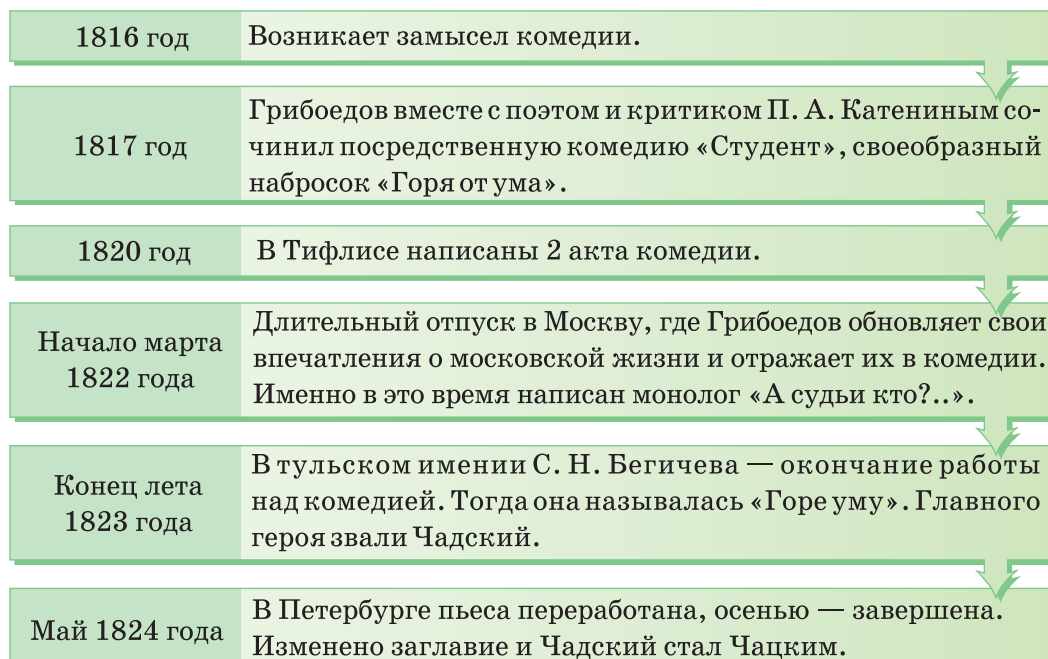 1816 год
Возникает замысел комедии.
1817 год
Грибоедов вместе с поэтом и критиком П. А. Катениным со-
чинил посредственную комедию «Студент», своеобразный
набросок «Горя от ума».
1820 год
В Тифлисе написаны 2 акта комедии.
Начало марта
1822 года
Длительный отпуск в Москву, где Грибоедов обновляет свои
впечатления о московской жизни и отражает их в комедии.
Именно в это время написан монолог «А судьи кто?..».
Конец лета
1823 года
В тульском имении С. Н. Бегичева — окончание работы
над комедией. Тогда она называлась «Горе уму». Главного
героя звали Чадский.
Май 1824 года
В Петербурге пьеса переработана, осенью — завершена.
Изменено заглавие и Чадский стал Чацким.